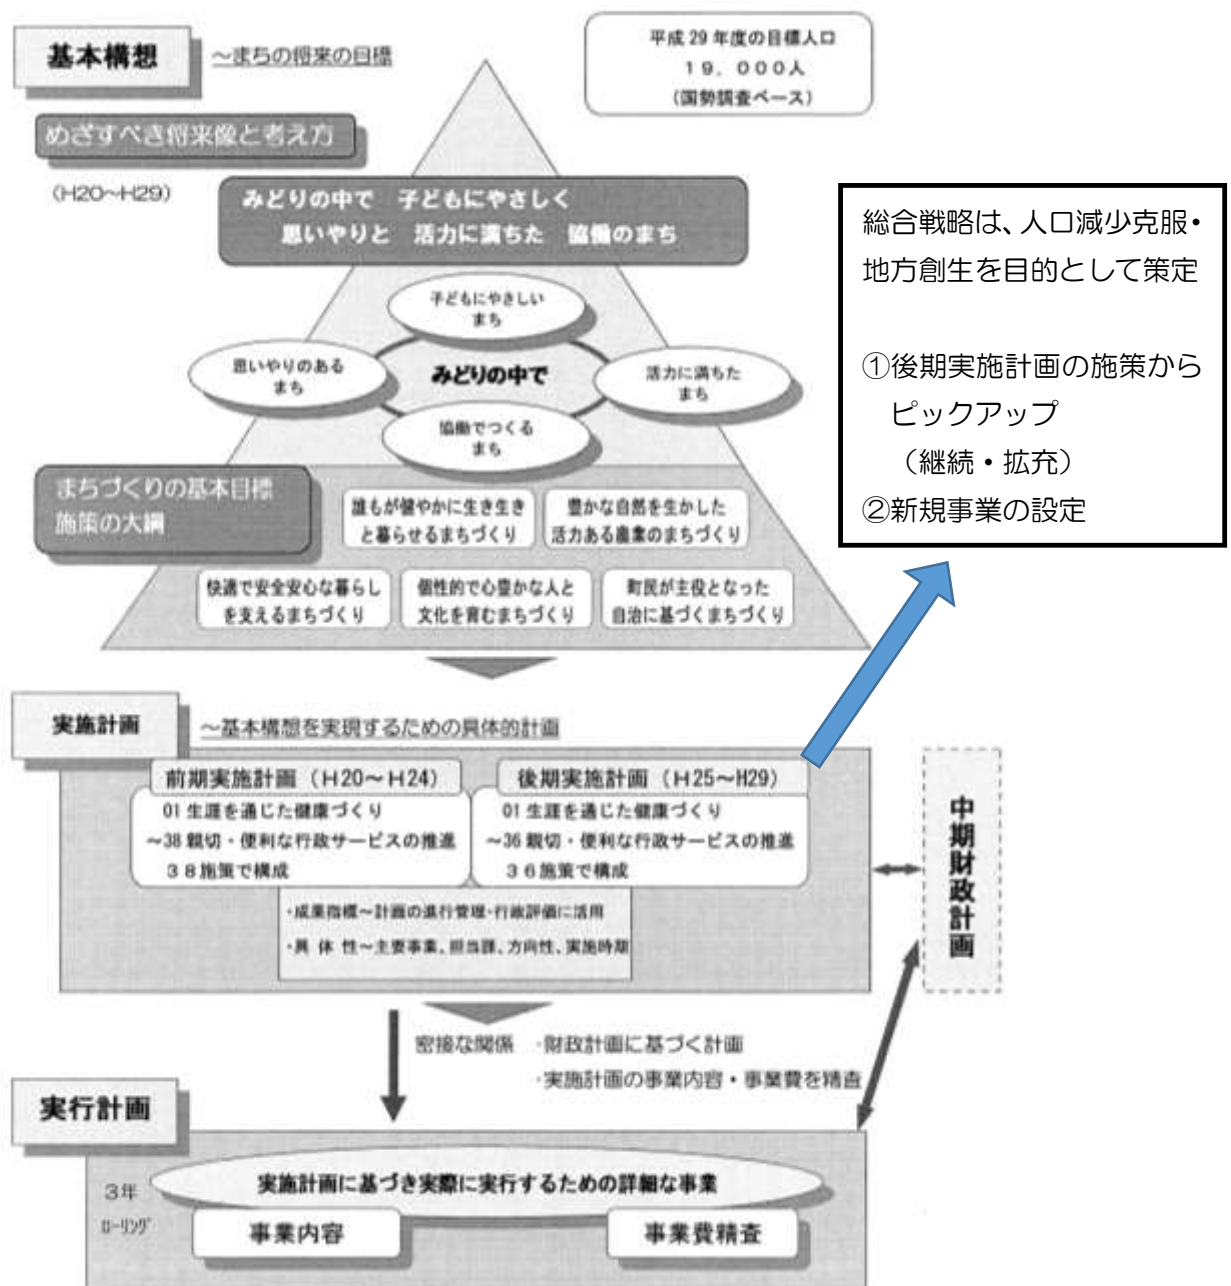 基本構想
～まちの将来の目標
平成29年度の目標人口
１９，０００人
（国勢調査ベース）
めざすべき将来像と考え方
（H20～H29）
みどりの中で　子どもにやさしく
思いやりと　活力に満ちた　協働のまち
総合戦略は、人口減少克服・
地方創生を目的として策定
①後期実施計画の施策から
ピックアップ
（継続・拡充）
②新規事業の設定
子どもにやさしい
まち
思いやりのある
まち
みどりの中で
活力に満ちた
まち
協働でつくる
まち
まちづくりの基本目標
施策の大綱
誰もが健やかに生き生き
と暮らせるまちづくり
豊かな自然を生かした
活力ある農業のまちづくり
快適で安全安心な暮らし
を支えるまちづくり
個性的で心豊かな人と
文化を育むまちづくり
町民が主役となった
自治に基づくまちづくり
実施計画
～基本構想を実現するための具体的計画
前期実施計画（Ｈ20～Ｈ24）
01 生涯を通じた健康づくり
～38 親切・便利な行政サービスの推進
３８施策で構成
後期実施計画（Ｈ25～H29）
01 生涯を通じた健康づくり
～36 親切・便利な行政サービスの推進
３６施策で構成
・成果指標～計画の進行管理・行政評価に活用
・具 体 性～主要事業、担当課、方向性、実施時期
中期財政計画
密接な関係　・財政計画に基づく計画
・実施計画の事業内容・事業費を精査
実行計画
３年
ﾛｰﾘﾝｸﾞ
実施計画に基づき実際に実行するための詳細な事業
事業内容
事業費精査